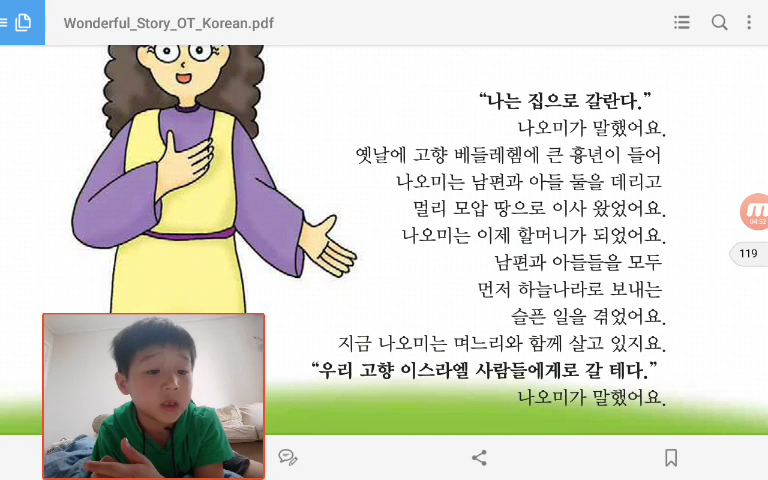 Wonderful_Story_OT_Korean.pdf
“나는 집으로 갈란다.”
나오미가 말했어요.
옛날에 고향 베들레헴에 큰 흉년이 들어
나오미는 남편과 아들 둘을 데리고
멀리 모압 땅으로 이사 왔었어요.
나오미는 이제 할머니가 되었어요.
남편과 아들들을 모두
먼저 하늘나라로 보내는
슬픈 일을 겪었어요.
지금 나오미는 며느리와 함께 살고 있지요.
“우리 고향 이스라엘 사람들에게로 갈 테다.”
나오미가 말했어요.
04:52
119